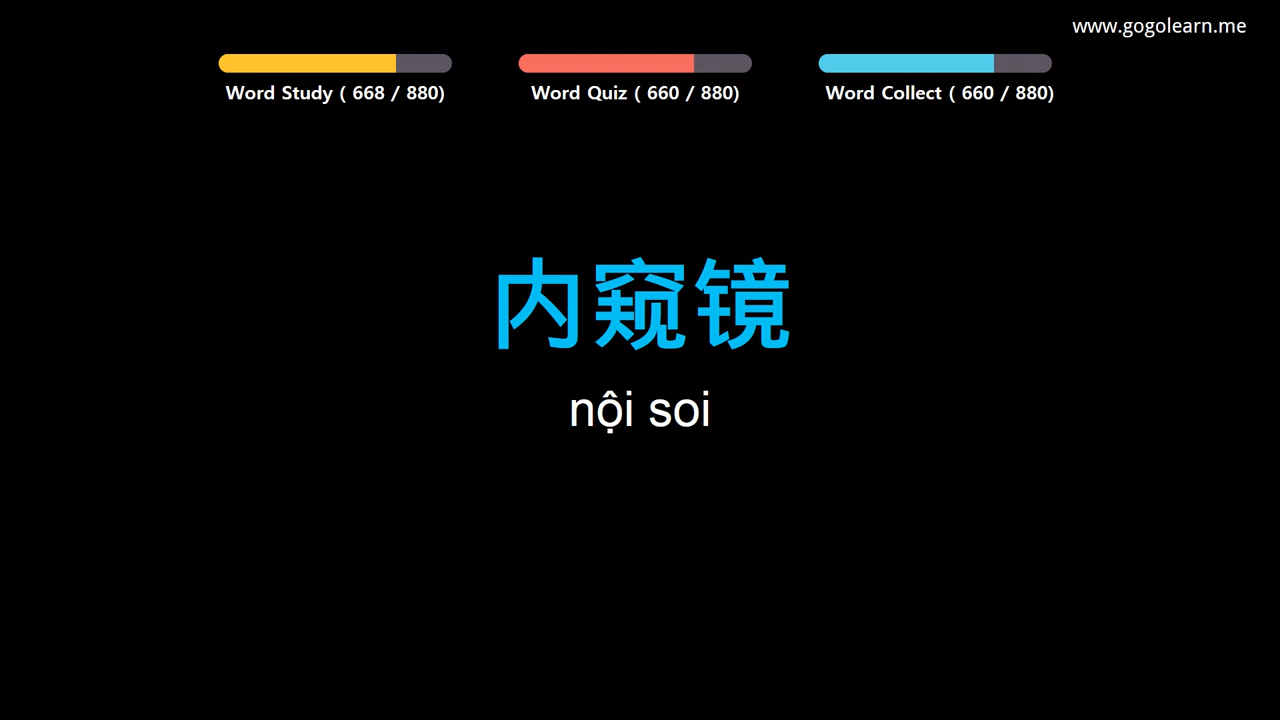 www.gogolearn.me
Word Study ( 668 / 880)
Word Quiz ( 660 / 880)
Word Collect ( 660 / 880)
内窥镜
nội soi